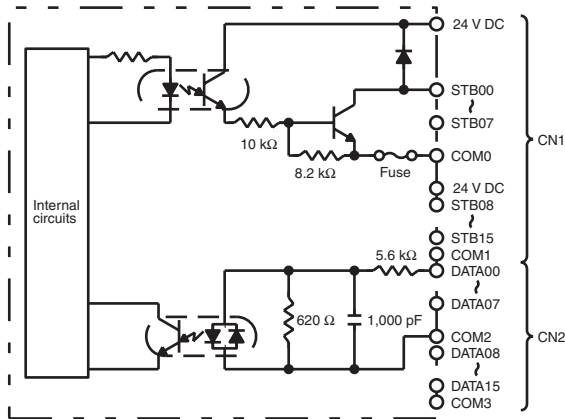 24 V DC
STB00
STB07
CN1
10 kΩ
COM0
8.2 kΩ
Fuse
24 V DC
STB08
Internal
circuits
STB15
5.6 kΩ
COM1
DATA00
DATA07
620 Ω
1,000 pF
COM2
CN2
DATA08
DATA15
COM3